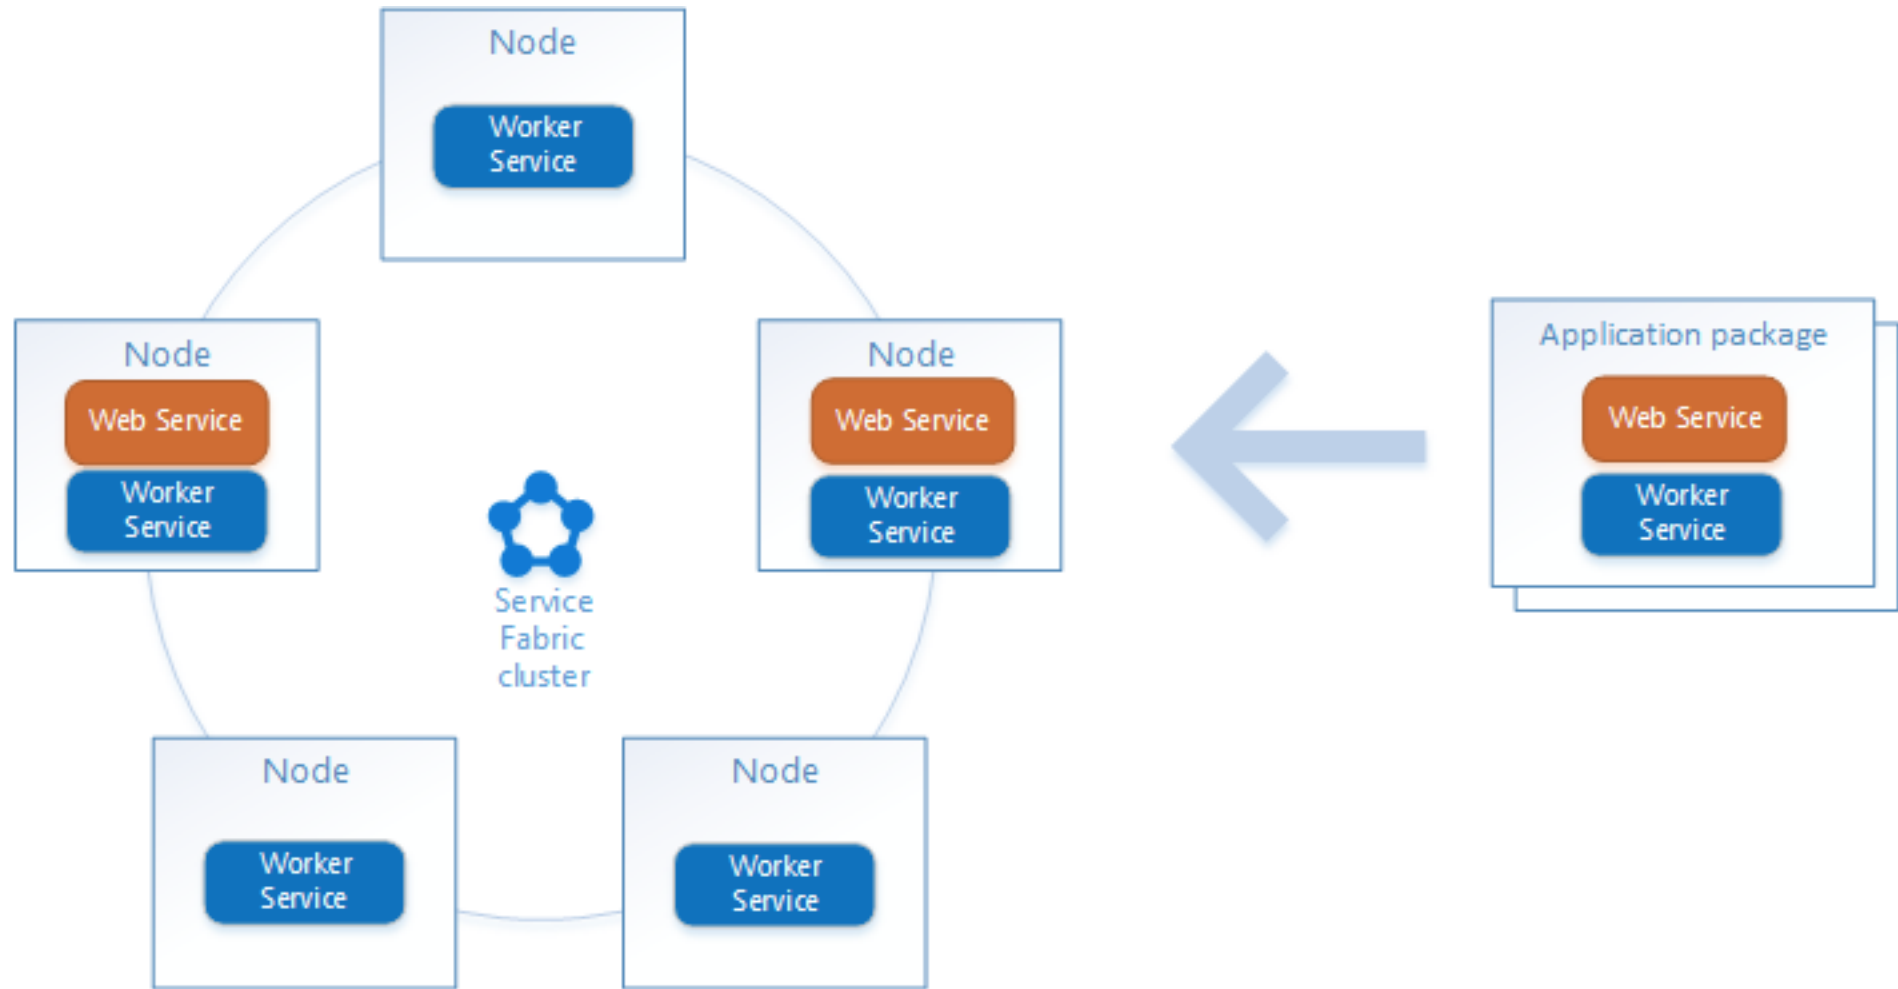 Node
Worker
Service
Node
Web Service
Worker
Service
Node
Web Service
Worker
Service
Application package
Web Service
Worker
Service
Service
Fabric
cluster
Node
Worker
Service
Node
Worker
Service